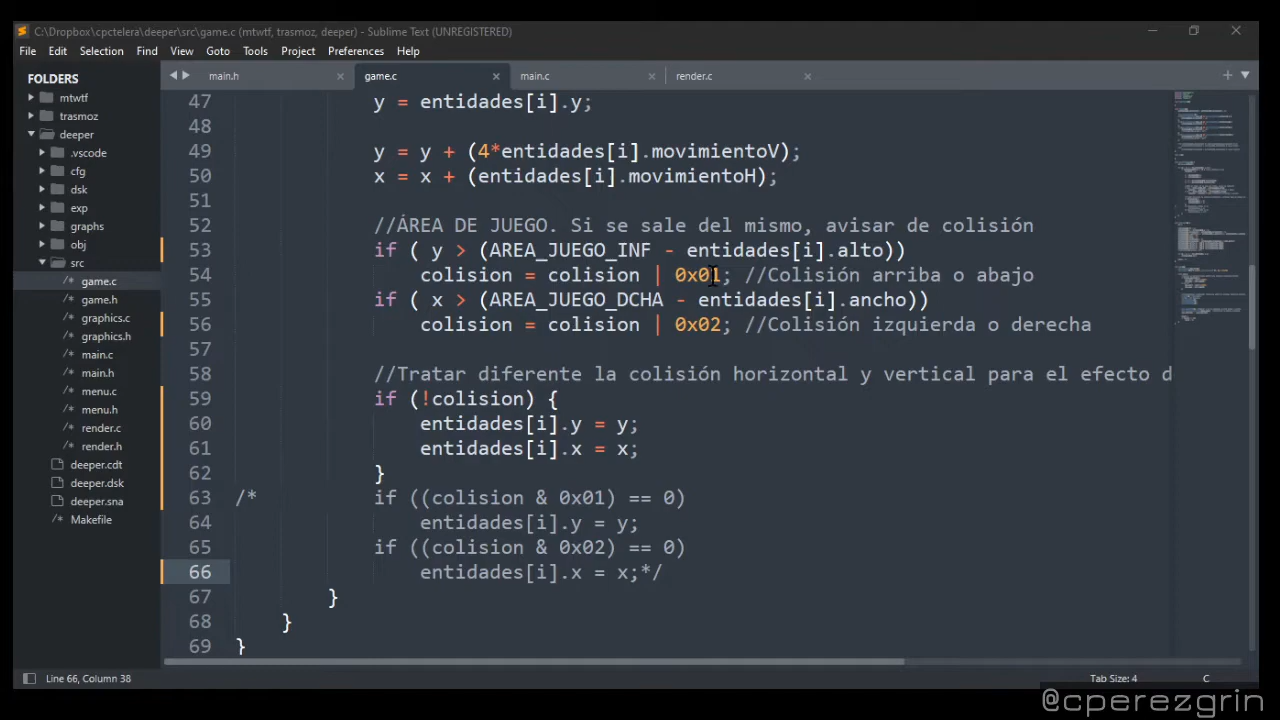 C:\Dropbox\cpctelera\deeper\src\game.c (mtwtf, trasmoz, deeper) - Sublime Text (UNREGISTERED)
File Edit Selection Find View Goto Tools Project Preferences Help
FOLDERS
mtwtf
trasmoz
deeper
.vscode
cfg
dsk
exp
graphs
obj
src
/* game.c
/* game.h
/* graphics.c
/* graphics.h
/* main.c
/* main.h
/* menu.c
/* menu.h
/* render.c
/* render.h
deeper.cdt
deeper.dsk
deeper.sna
/* Makefile
main.h × game.c × main.c × render.c ×
47 y = entidades[i].y;
48
49 y = y + (4*entidades[i].movimientoV);
50 x = x + (entidades[i].movimientoH);
51
52 //ÁREA DE JUEGO. Si se sale del mismo, avisar de colisión
53 if ( y > (AREA_JUEGO_INF - entidades[i].alto))
54 colision = colision | 0x01; //Colisión arriba o abajo
55 if ( x > (AREA_JUEGO_DCHA - entidades[i].ancho))
56 colision = colision | 0x02; //Colisión izquierda o derecha
57
58 //Tratar diferente la colisión horizontal y vertical para el efecto d
59 if (!colision) {
60 entidades[i].y = y;
61 entidades[i].x = x;
62 }
63 /* if ((colision & 0x01) == 0)
64 entidades[i].y = y;
65 if ((colision & 0x02) == 0)
66 entidades[i].x = x;*/
67 }
68 }
69 }
Line 66, Column 38 Tab Size: 4 C
@cperezgrin